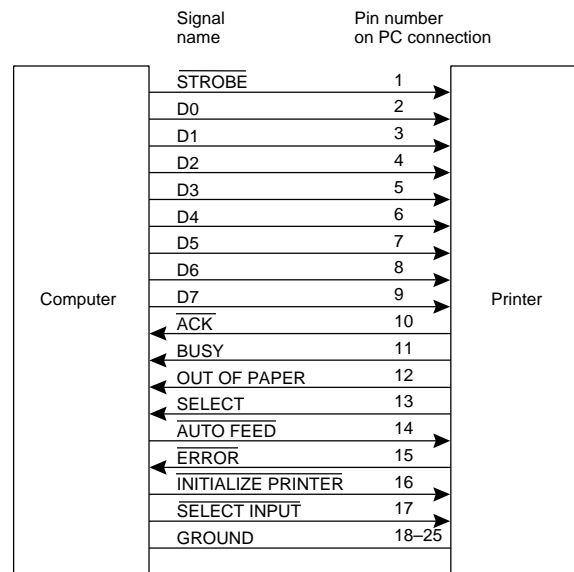 Signal name Pin number on PC connection
STROBE 1
D0 2
D1 3
D2 4
D3 5
D4 6
D5 7
D6 8
D7 9
Computer Printer
ACK 10
BUSY 11
OUT OF PAPER 12
SELECT 13
AUTO FEED 14
ERROR 15
INITIALIZE PRINTER 16
SELECT INPUT 17
GROUND 18–25